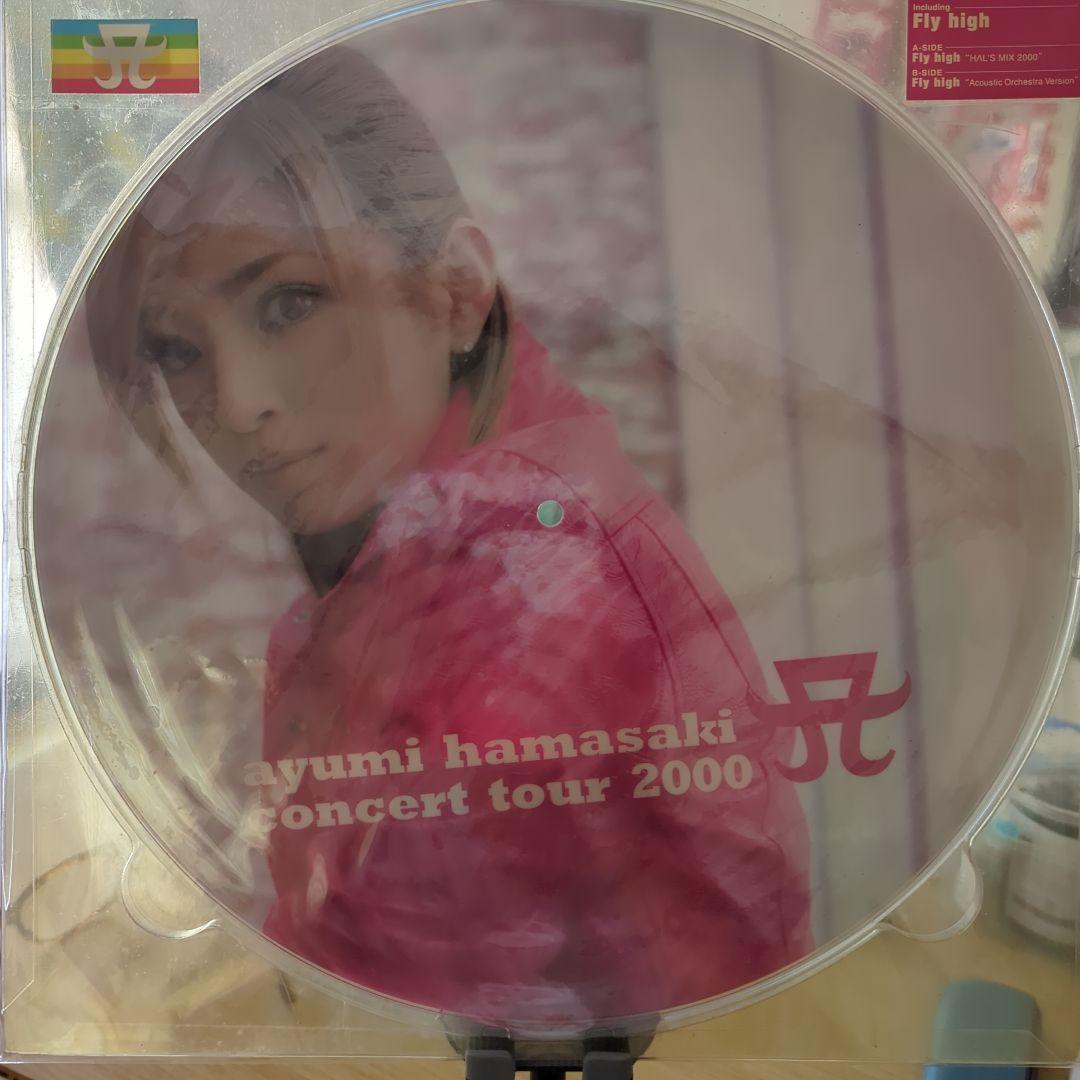 Including
Fly high
A-SIDE
Fly high "HΛL'S MIX 2000"
B-SIDE
Fly high "Acoustic Orchestra Version"
ayumi hamasaki
concert tour 2000